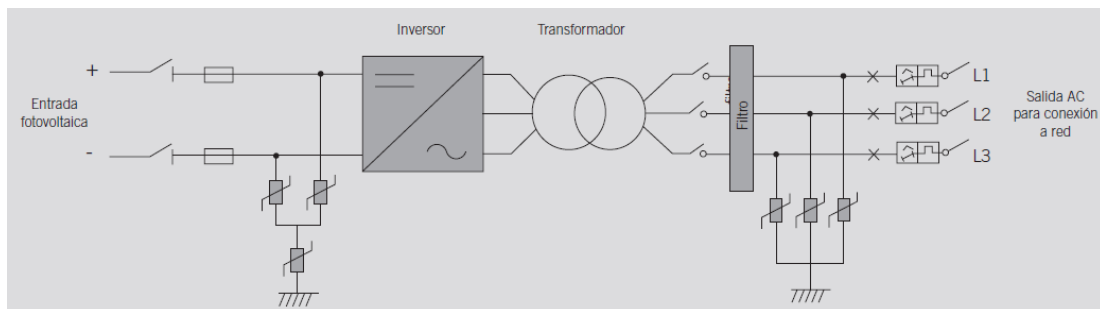 Inversor
Transformador
+
Entrada
fotovoltaica
-
Filtro
L1
L2
L3
Salida AC
para conexión
a red